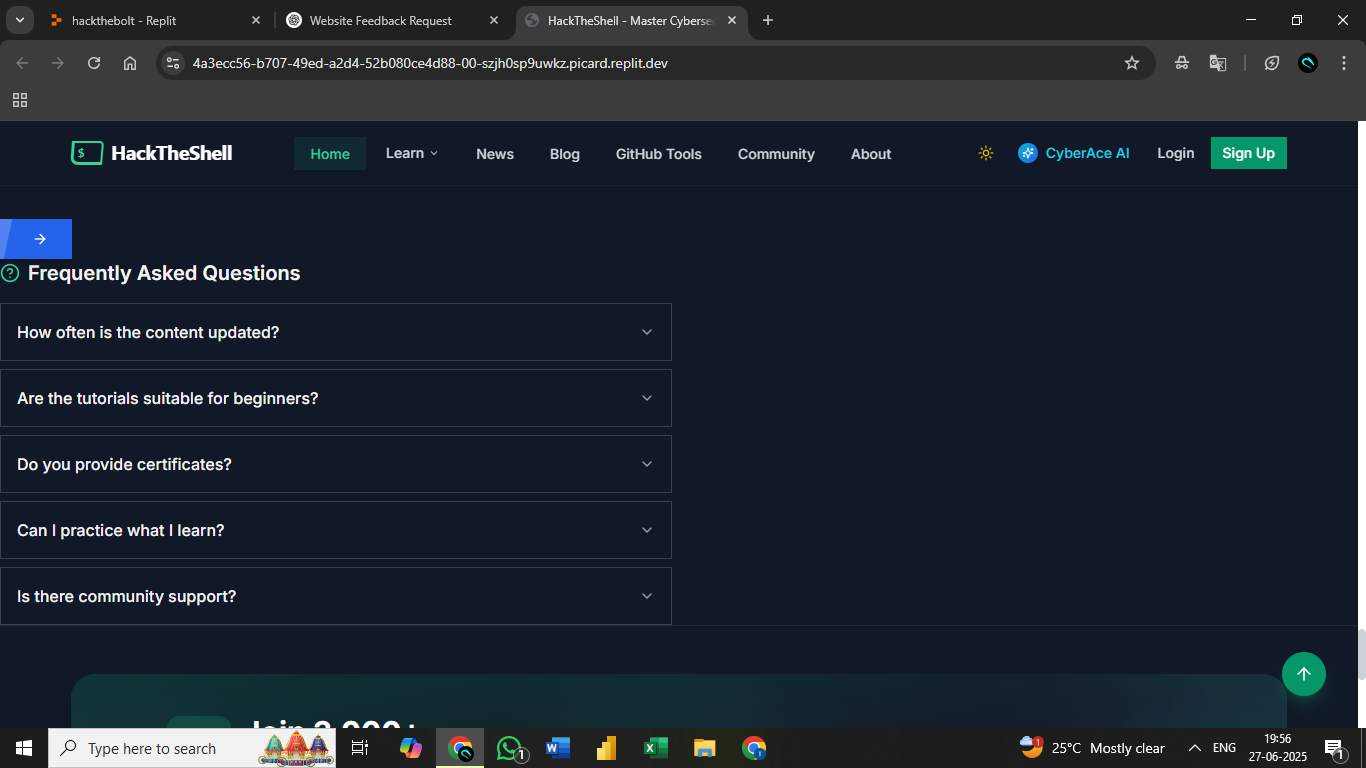 hackthebolt - Replit
Website Feedback Request
HackTheShell - Master Cyberse
4a3ecc56-b707-49ed-a2d4-52b080ce4d88-00-szjh0sp9uwkz.picard.replit.dev
$ HackTheShell
Home
Learn
News
Blog
GitHub Tools
Community
About
CyberAce AI
Login
Sign Up
Frequently Asked Questions
How often is the content updated?
Are the tutorials suitable for beginners?
Do you provide certificates?
Can I practice what I learn?
Is there community support?
Type here to search
1
1
25°C Mostly clear
ENG
19:56
27-06-2025
1